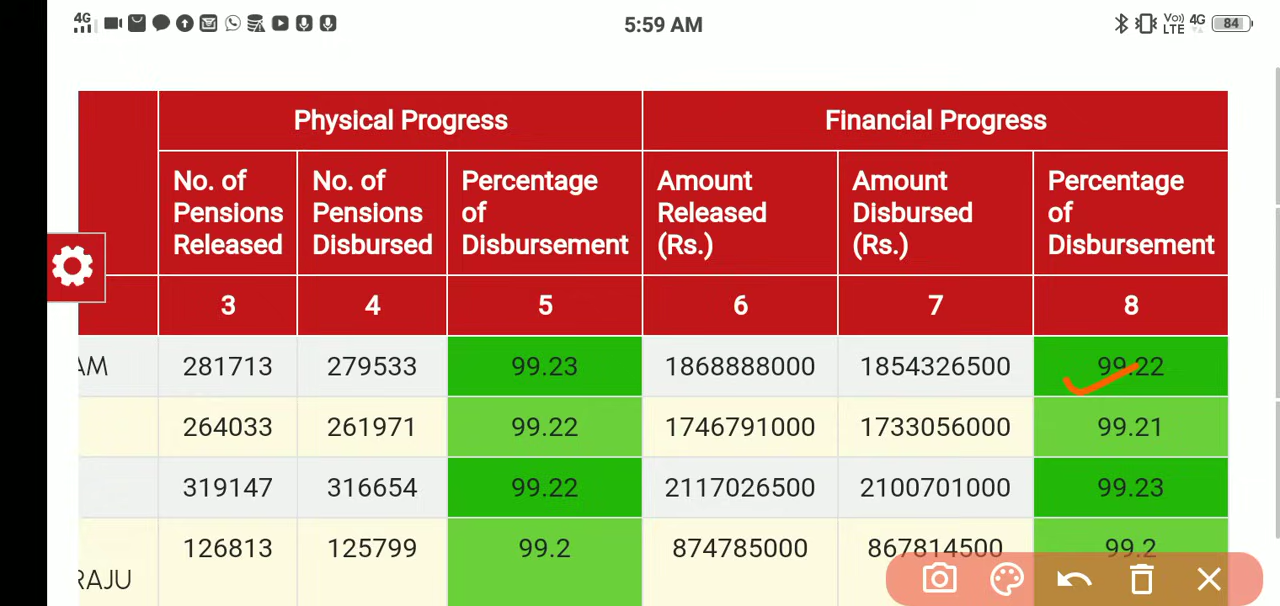 4G 5:59 AM Vo) LTE 4G 84
Physical Progress Financial Progress
No. of Pensions Released No. of Pensions Disbursed Percentage of Disbursement Amount Released (Rs.) Amount Disbursed (Rs.) Percentage of Disbursement
3 4 5 6 7 8
AM 281713 279533 99.23 1868888000 1854326500 99.22
264033 261971 99.22 1746791000 1733056000 99.21
319147 316654 99.22 2117026500 2100701000 99.23
126813 125799 99.2 874785000 867814500 99.2
RAJU